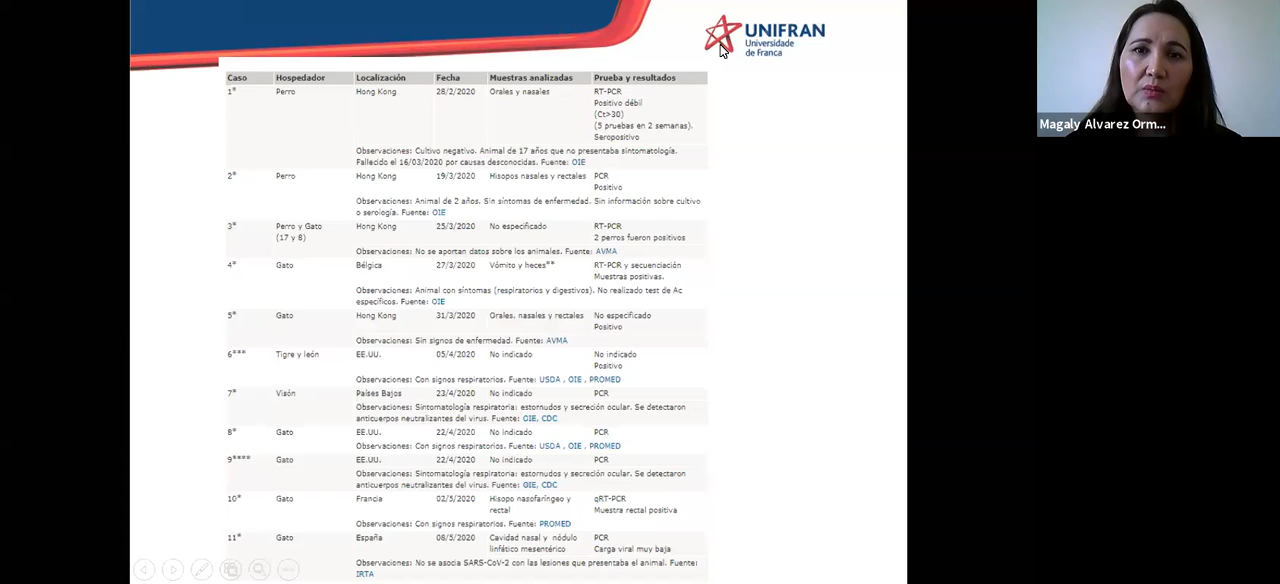 UNIFRAN
Universidade
de Franca
Magaly Alvarez Orm...
Caso Hospedador Localización Fecha Muestras analizadas Prueba y resultados
1* Perro Hong Kong 28/2/2020 Orales y nasales RT-PCR
Positivo débil
(Ct>30)
(5 pruebas en 2 semanas).
Seropositivo
Observaciones: Cultivo negativo. Animal de 17 años que no presentaba sintomatología.
Fallecido el 16/03/2020 por causas desconocidas. Fuente: OIE
2* Perro Hong Kong 19/3/2020 Hisopos nasales y rectales PCR
Positivo
Observaciones: Animal de 2 años. Sin síntomas de enfermedad. Sin información sobre cultivo
o serología. Fuente: OIE
3* Perro y Gato Hong Kong 25/3/2020 No especificado RT-PCR
(17 y 8) 2 perros fueron positivos
Observaciones: No se aportan datos sobre los animales. Fuente: AVMA
4* Gato Bélgica 27/3/2020 Vómito y heces** RT-PCR y secuenciación
Muestras positivas.
Observaciones: Animal con síntomas (respiratorios y digestivos). No realizado test de Ac
específicos. Fuente: OIE
5* Gato Hong Kong 31/3/2020 Orales, nasales y rectales No especificado
Positivo
Observaciones: Sin signos de enfermedad. Fuente: AVMA
6*** Tigre y león EE.UU. 05/4/2020 No indicado No indicado
Positivo
Observaciones: Con signos respiratorios. Fuente: USDA , OIE , PROMED
7* Visón Países Bajos 23/4/2020 No indicado PCR
Observaciones: Sintomatología respiratoria: estornudos y secreción ocular. Se detectaron
anticuerpos neutralizantes del virus. Fuente: OIE, CDC
8* Gato EE.UU. 22/4/2020 No indicado PCR
Observaciones: Con signos respiratorios. Fuente: USDA , OIE , PROMED
9**** Gato EE.UU. 22/4/2020 No indicado PCR
Observaciones: Sintomatología respiratoria: estornudos y secreción ocular. Se detectaron
anticuerpos neutralizantes del virus. Fuente: OIE, CDC
10* Gato Francia 02/5/2020 Hisopo nasofaríngeo y qRT-PCR
rectal Muestra rectal positiva
Observaciones: Con signos respiratorios. Fuente: PROMED
11* Gato España 08/5/2020 Cavidad nasal y nódulo PCR
linfático mesentérico Carga viral muy baja
Observaciones: No se asocia SARS-CoV-2 con las lesiones que presentaba el animal. Fuente:
IRTA